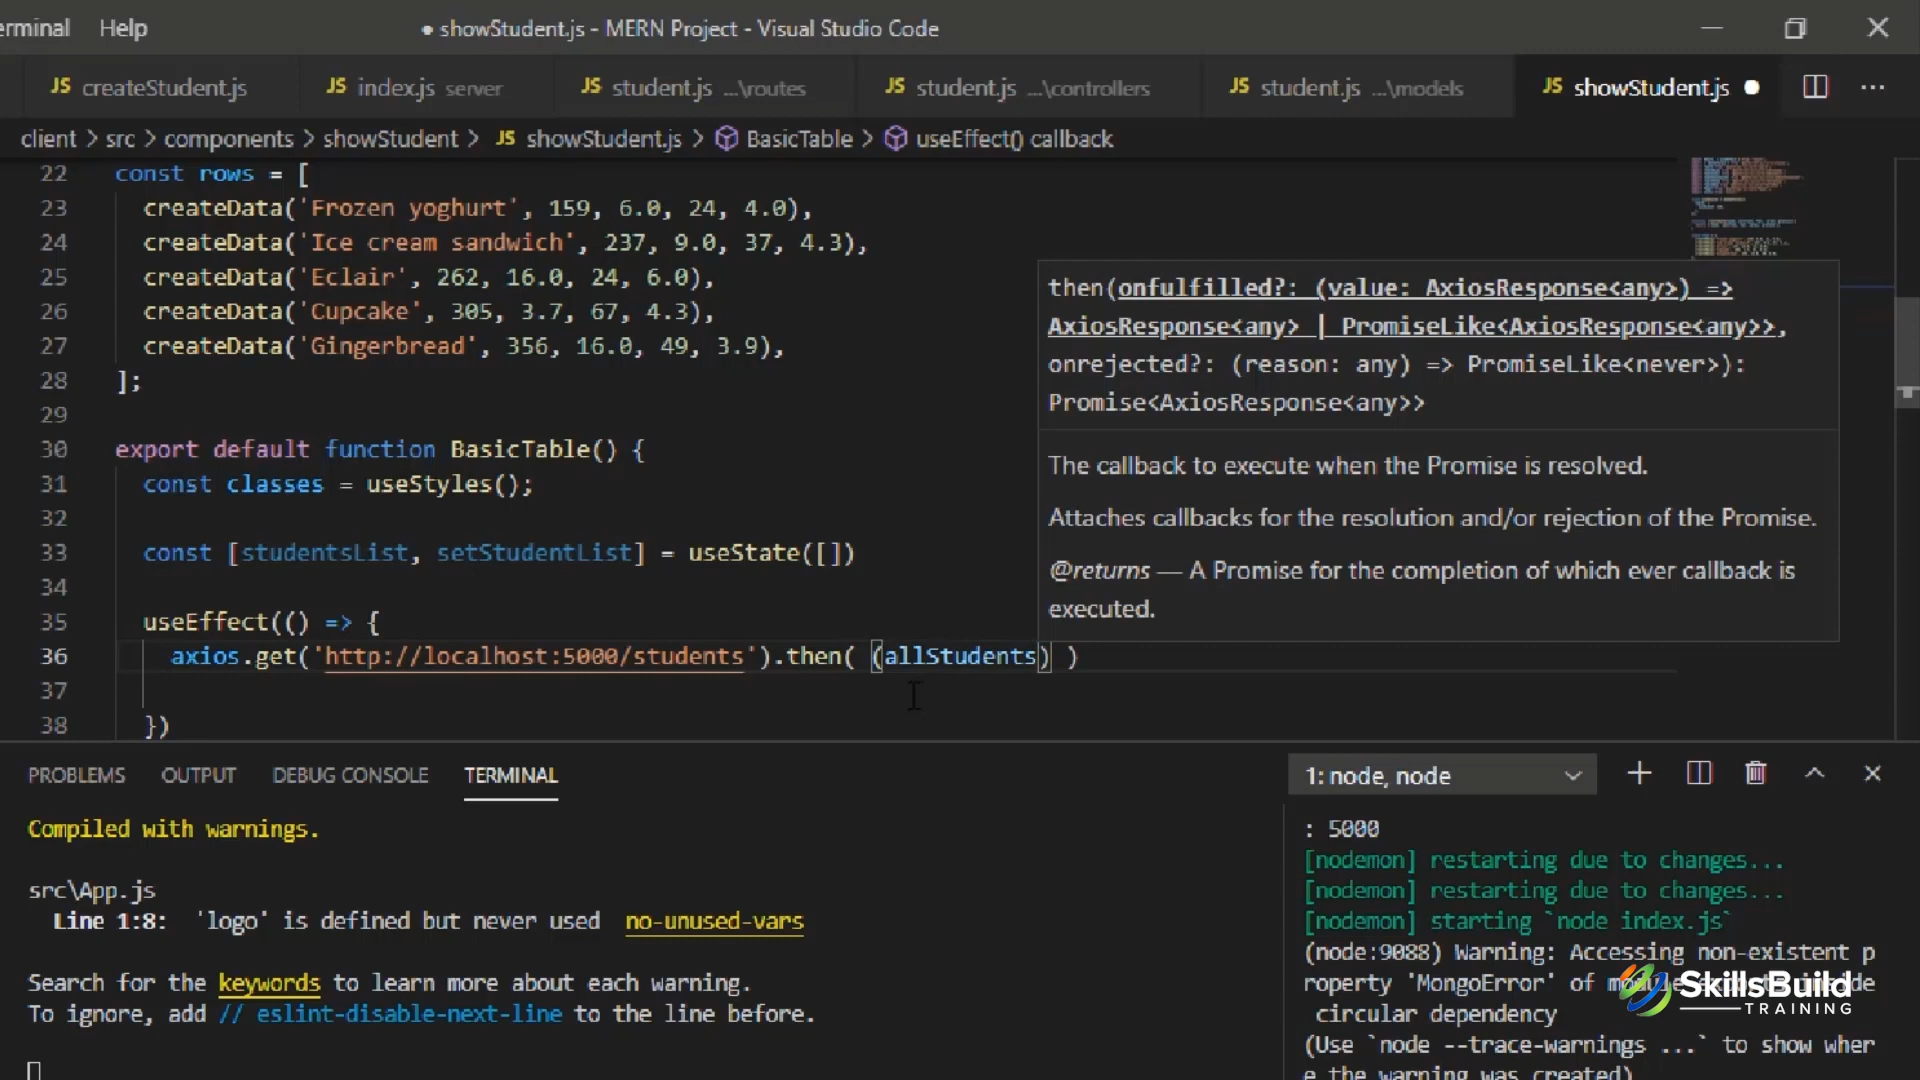 erminal Help ● showStudent.js - MERN Project - Visual Studio Code
JS createStudent.js JS index.js server JS student.js ...\routes JS student.js ...\controllers JS student.js ...\models JS showStudent.js ● ...
client > src > components > showStudent > JS showStudent.js > BasicTable > useEffect() callback
22 const rows = [
23 createData('Frozen yoghurt', 159, 6.0, 24, 4.0),
24 createData('Ice cream sandwich', 237, 9.0, 37, 4.3),
25 createData('Eclair', 262, 16.0, 24, 6.0),
26 createData('Cupcake', 305, 3.7, 67, 4.3),
27 createData('Gingerbread', 356, 16.0, 49, 3.9),
28 ];
29
30 export default function BasicTable() {
31 const classes = useStyles();
32
33 const [studentsList, setStudentList] = useState([])
34
35 useEffect(() => {
36 axios.get('http://localhost:5000/students').then( (allStudents) )
37
38 })
then(onfulfilled?: (value: AxiosResponse<any>) =>
AxiosResponse<any> | PromiseLike<AxiosResponse<any>>,
onrejected?: (reason: any) => PromiseLike<never>):
Promise<AxiosResponse<any>>
The callback to execute when the Promise is resolved.
Attaches callbacks for the resolution and/or rejection of the Promise.
@returns — A Promise for the completion of which ever callback is
executed.
PROBLEMS OUTPUT DEBUG CONSOLE TERMINAL 1: node, node
Compiled with warnings.
src\App.js
Line 1:8: 'logo' is defined but never used no-unused-vars
Search for the keywords to learn more about each warning.
To ignore, add // eslint-disable-next-line to the line before.
: 5000
[nodemon] restarting due to changes...
[nodemon] restarting due to changes...
[nodemon] starting `node index.js`
(node:9088) Warning: Accessing non-existent p
roperty 'MongoError' of
circular dependency
(Use `node --trace-warnings ...` to show wher
e the warning was created)
SkillsBuild
TRAINING